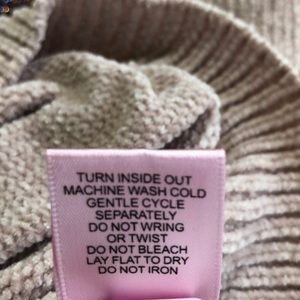 TURN INSIDE OUT
MACHINE WASH COLD
GENTLE CYCLE
SEPARATELY
DO NOT WRING
OR TWIST
DO NOT BLEACH
LAY FLAT TO DRY
DO NOT IRON